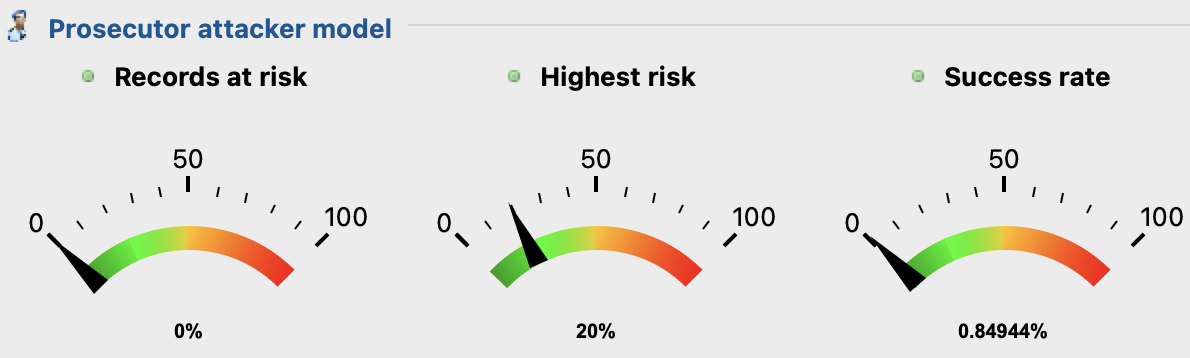 Prosecutor attacker model
Records at risk
Highest risk
Success rate
0 50 100
0 50 100
0 50 100
0%
20%
0.84944%